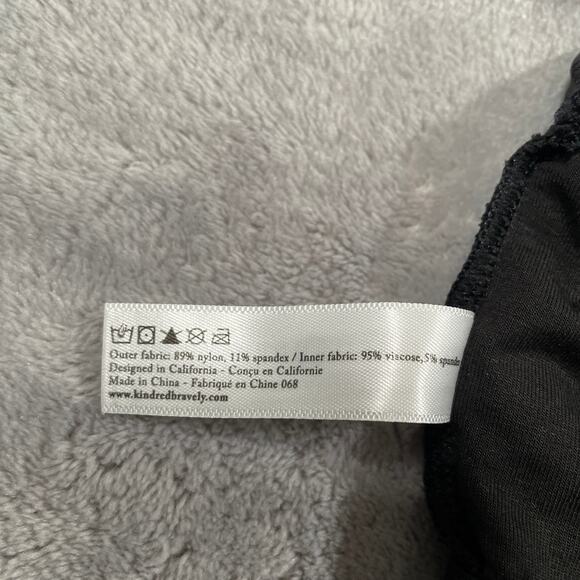 Outer fabric: 89% nylon, 11% spandex / Inner fabric: 95% viscose, 5% spandex
Designed in California - Conçu en Californie
Made in China - Fabriqué en Chine 068
www.kindredbravely.com